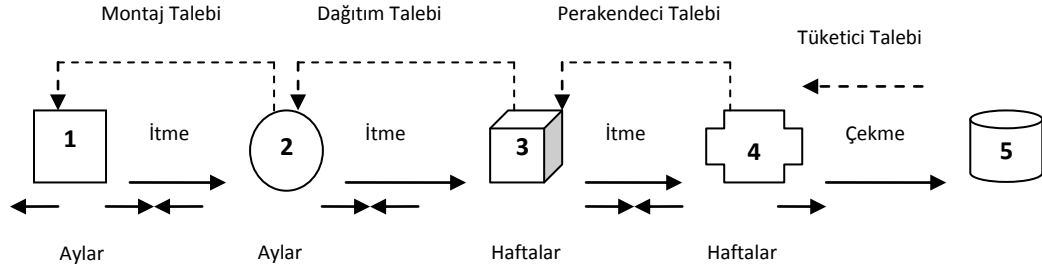 Montaj Talebi
Dağıtım Talebi
Perakendeci Talebi
Tüketici Talebi
1
İtme
2
İtme
3
İtme
4
Çekme
5
Aylar
Aylar
Haftalar
Haftalar